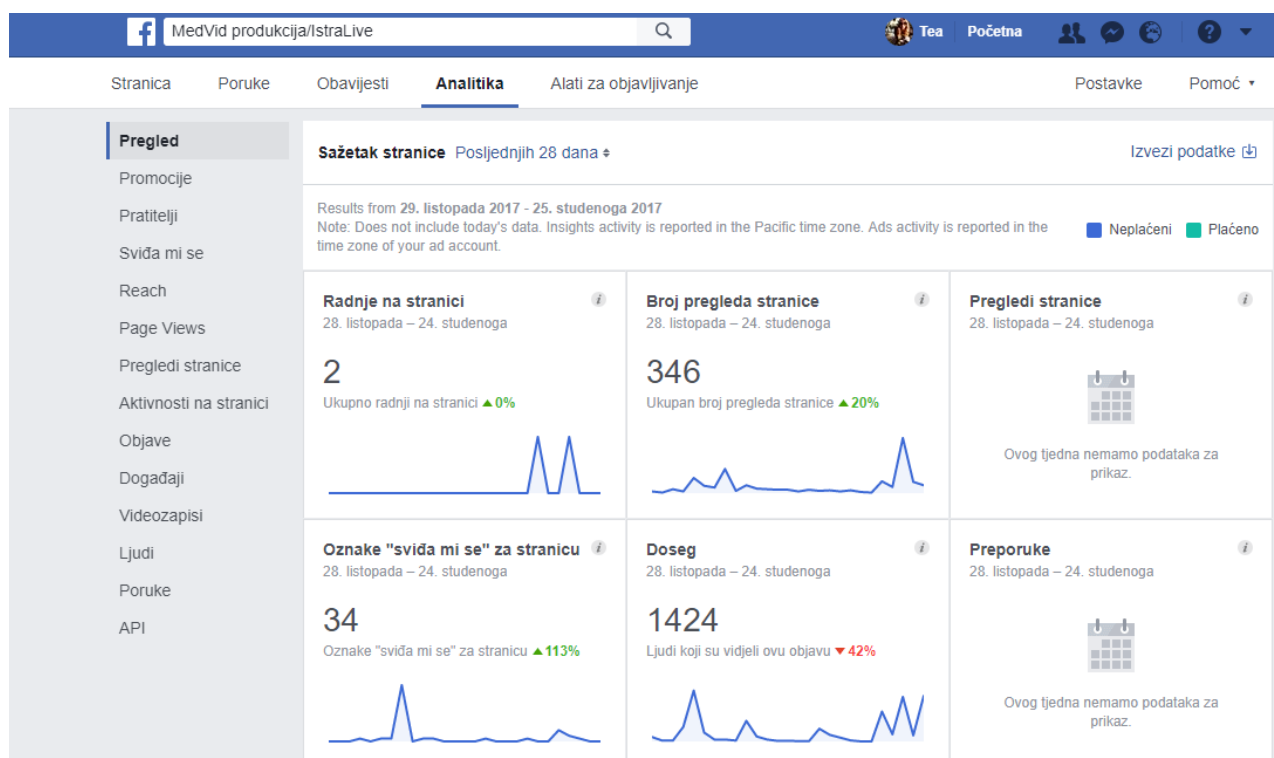 MedVid produkcija/IstraLive
Tea
Početna
Stranica
Poruke
Obavijesti
Analitika
Alati za objavljivanje
Postavke
Pomoć
Pregled
Promocije
Pratitelji
Sviđa mi se
Reach
Page Views
Pregledi stranice
Aktivnosti na stranici
Objave
Događaji
Videozapisi
Ljudi
Poruke
API
Sažetak stranice Posljednjih 28 dana
Izvezi podatke
Results from 29. listopada 2017 - 25. studenoga 2017
Note: Does not include today's data. Insights activity is reported in the Pacific time zone. Ads activity is reported in the
time zone of your ad account.
Neplaćeni
Plaćeno
Radnje na stranici
28. listopada – 24. studenoga
2
Ukupno radnji na stranici ▲0%
Broj pregleda stranice
28. listopada – 24. studenoga
346
Ukupan broj pregleda stranice ▲20%
Pregledi stranice
28. listopada – 24. studenoga
Ovog tjedna nemamo podataka za
prikaz.
Oznake "sviđa mi se" za stranicu
28. listopada – 24. studenoga
34
Oznake "sviđa mi se" za stranicu ▲113%
Doseg
28. listopada – 24. studenoga
1424
Ljudi koji su vidjeli ovu objavu ▼42%
Preporuke
28. listopada – 24. studenoga
Ovog tjedna nemamo podataka za
prikaz.